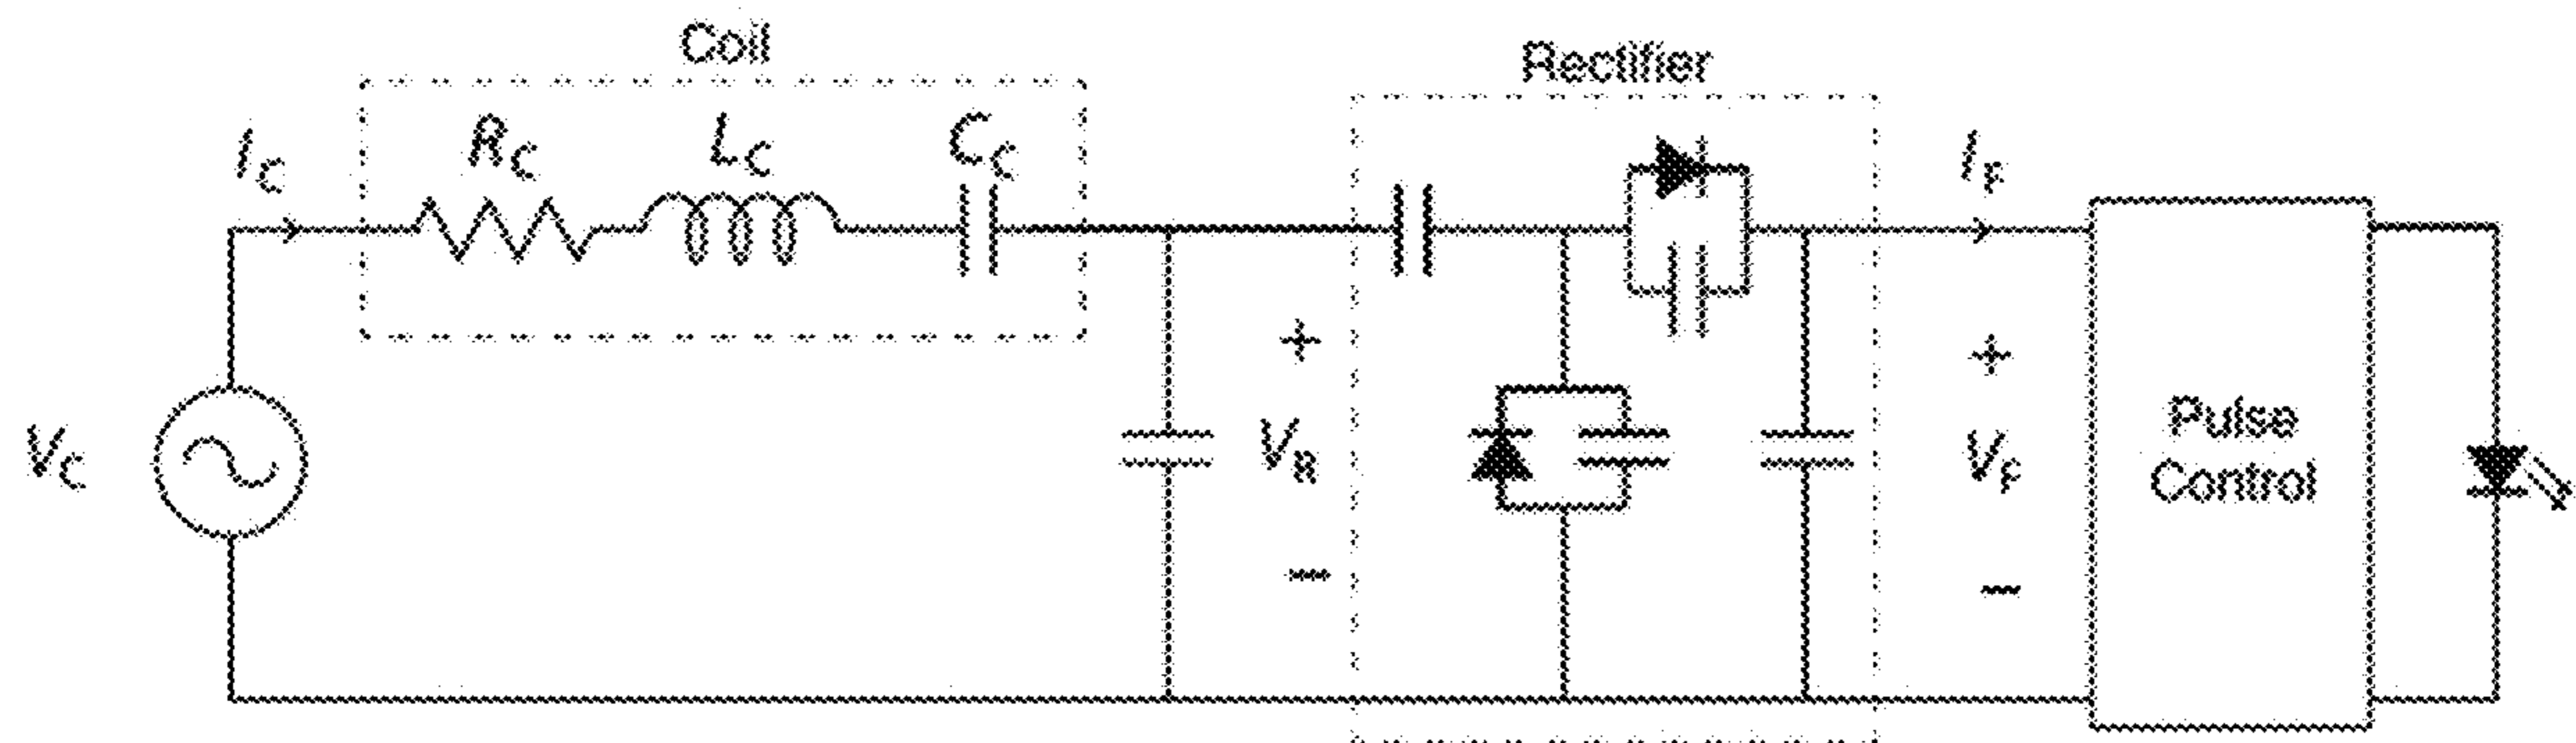 Coil
Rectifier
I_C
R_C
L_C
C_C
I_F
+
+
V_C
V_R
V_F
Pulse
Control
−
−